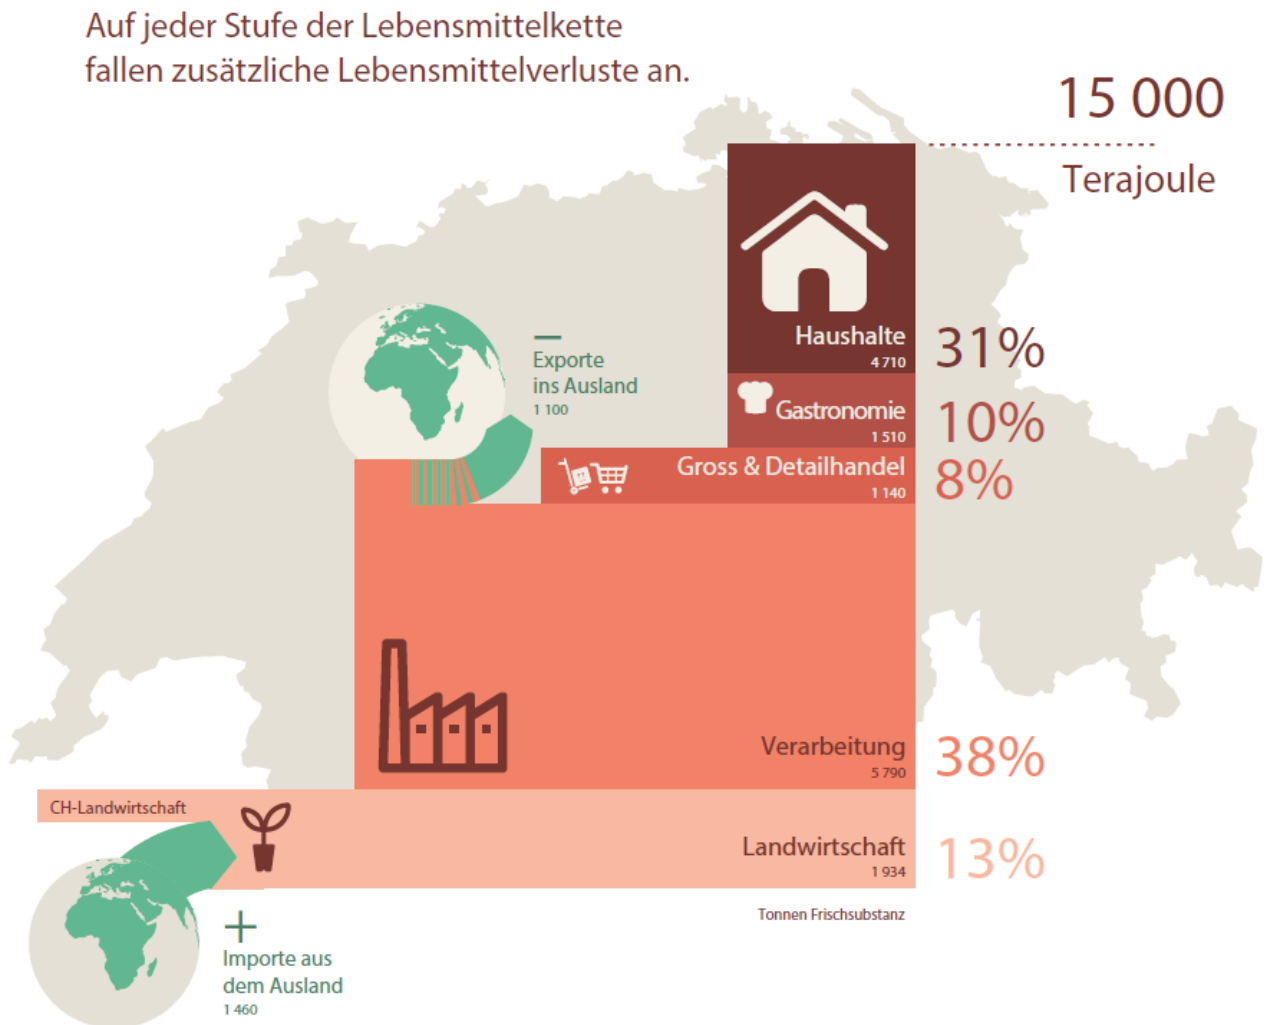 Auf jeder Stufe der Lebensmittelkette
fallen zusätzliche Lebensmittelverluste an.
15 000
Terajoule
Haushalte
4 710
31%
Exporte
ins Ausland
1 100
Gastronomie
1 510
10%
Gross & Detailhandel
1 140
8%
Verarbeitung
5 790
38%
CH-Landwirtschaft
Landwirtschaft
1 934
13%
Tonnen Frischsubstanz
Importe aus
dem Ausland
1 460